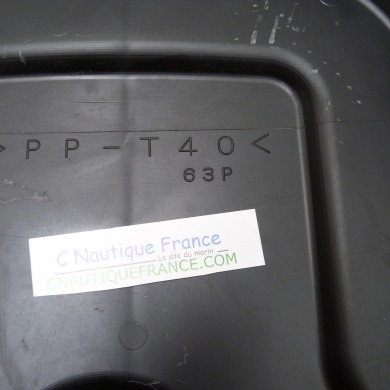 >PP-T40<
63P
C Nautique France
Le site du marin
CNAUTIQUEFRANCE.COM